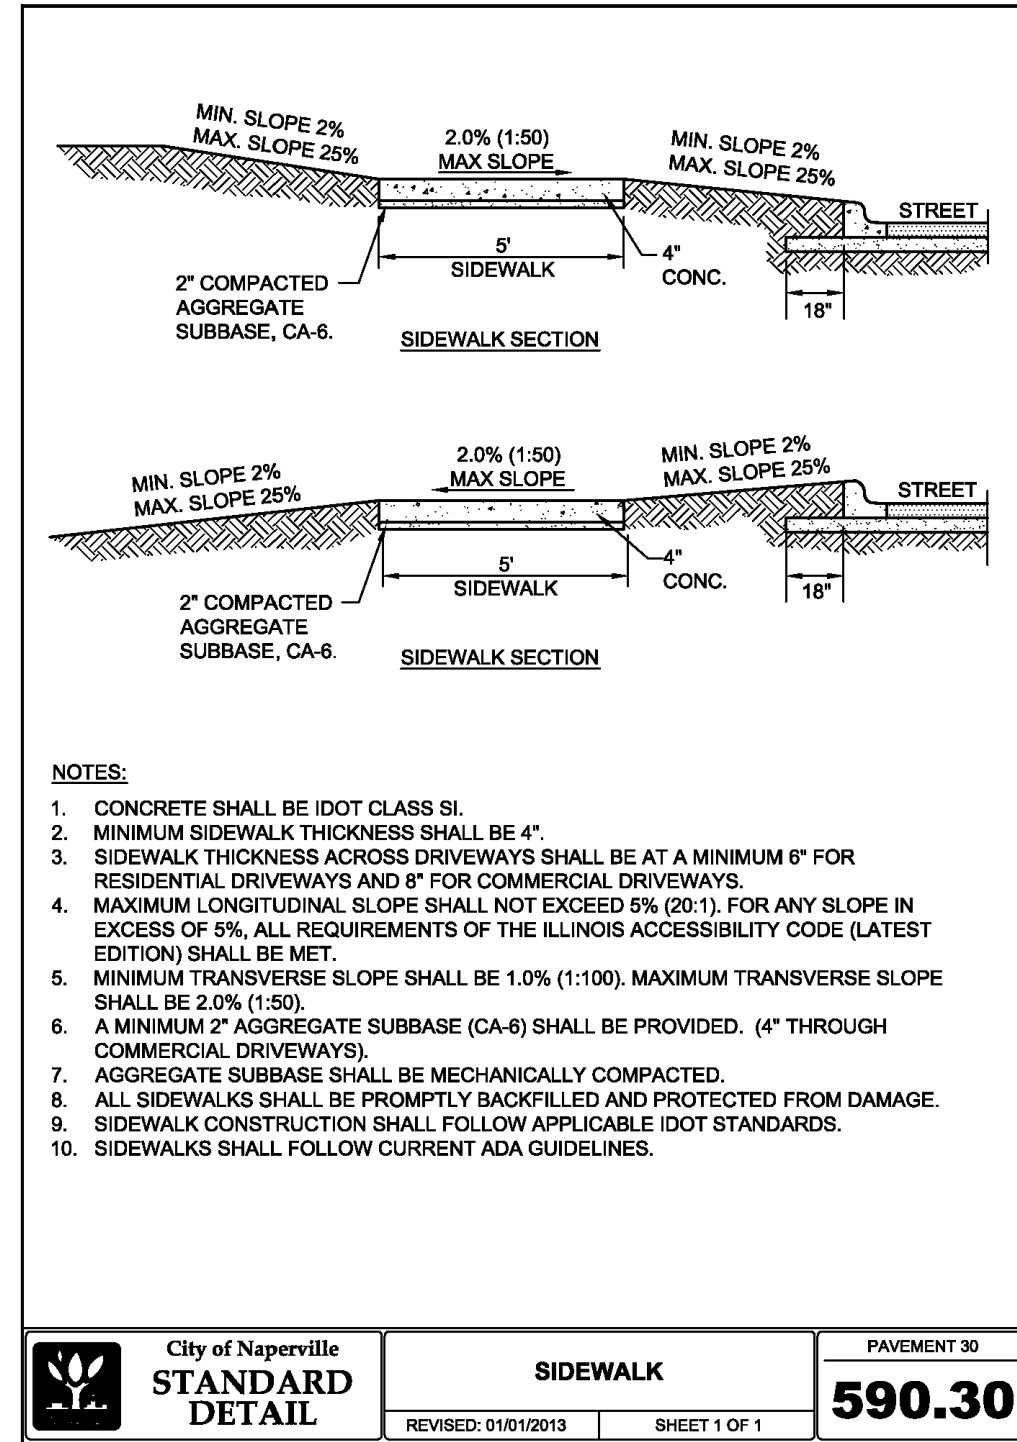 MIN. SLOPE 2%
MAX. SLOPE 25%
2.0% (1:50)
MAX SLOPE
MIN. SLOPE 2%
MAX. SLOPE 25%
STREET
5'
SIDEWALK
4"
CONC.
2" COMPACTED
AGGREGATE
SUBBASE, CA-6.
18"
SIDEWALK SECTION
MIN. SLOPE 2%
MAX. SLOPE 25%
2.0% (1:50)
MAX SLOPE
MIN. SLOPE 2%
MAX. SLOPE 25%
STREET
5'
SIDEWALK
4"
CONC.
2" COMPACTED
AGGREGATE
SUBBASE, CA-6.
18"
SIDEWALK SECTION
NOTES:
1. CONCRETE SHALL BE IDOT CLASS SI.
2. MINIMUM SIDEWALK THICKNESS SHALL BE 4".
3. SIDEWALK THICKNESS ACROSS DRIVEWAYS SHALL BE AT A MINIMUM 6" FOR
RESIDENTIAL DRIVEWAYS AND 8" FOR COMMERCIAL DRIVEWAYS.
4. MAXIMUM LONGITUDINAL SLOPE SHALL NOT EXCEED 5% (20:1). FOR ANY SLOPE IN
EXCESS OF 5%, ALL REQUIREMENTS OF THE ILLINOIS ACCESSIBILITY CODE (LATEST
EDITION) SHALL BE MET.
5. MINIMUM TRANSVERSE SLOPE SHALL BE 1.0% (1:100). MAXIMUM TRANSVERSE SLOPE
SHALL BE 2.0% (1:50).
6. A MINIMUM 2" AGGREGATE SUBBASE (CA-6) SHALL BE PROVIDED. (4" THROUGH
COMMERCIAL DRIVEWAYS).
7. AGGREGATE SUBBASE SHALL BE MECHANICALLY COMPACTED.
8. ALL SIDEWALKS SHALL BE PROMPTLY BACKFILLED AND PROTECTED FROM DAMAGE.
9. SIDEWALK CONSTRUCTION SHALL FOLLOW APPLICABLE IDOT STANDARDS.
10. SIDEWALKS SHALL FOLLOW CURRENT ADA GUIDELINES.
City of Naperville
STANDARD
DETAIL
SIDEWALK
REVISED: 01/01/2013
SHEET 1 OF 1
PAVEMENT 30
590.30